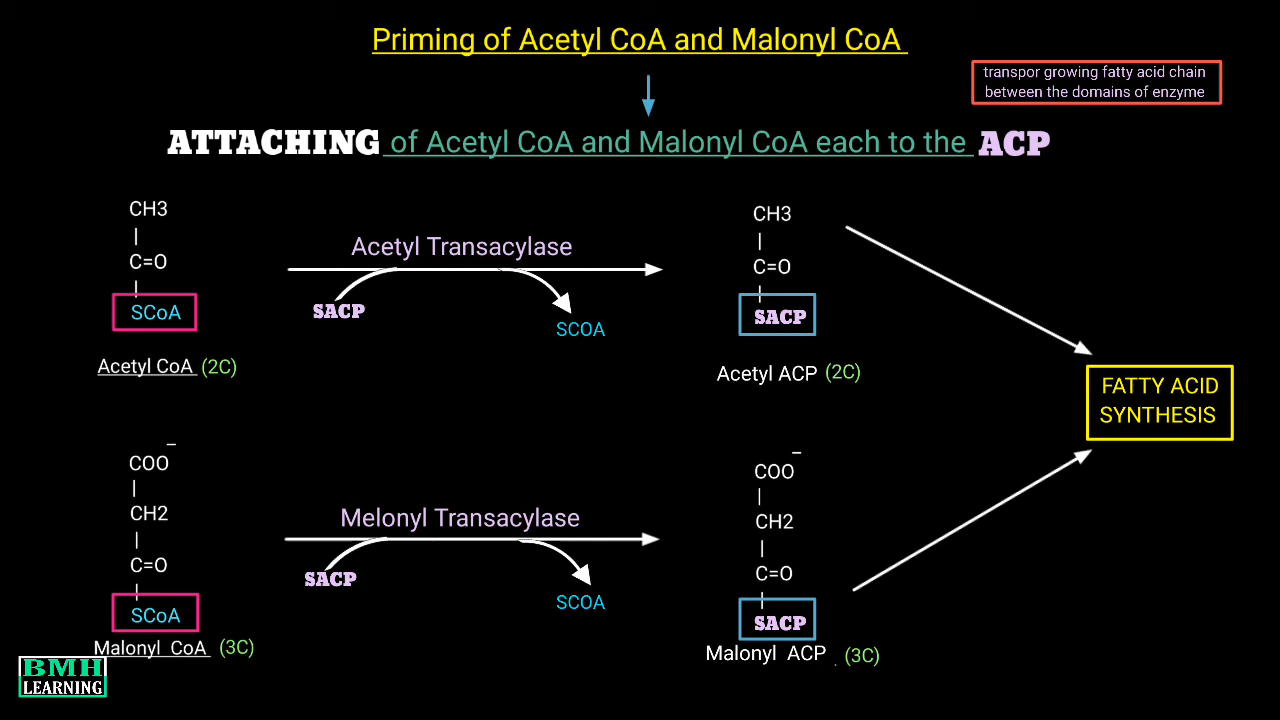 Priming of Acetyl CoA and Malonyl CoA
transpor growing fatty acid chain
between the domains of enzyme
ATTACHING of Acetyl CoA and Malonyl CoA each to the ACP
CH3
|
C=O
|
SCoA
Acetyl CoA (2C)
Acetyl Transacylase
SACP
SCOA
CH3
|
C=O
|
SACP
Acetyl ACP (2C)
FATTY ACID
SYNTHESIS
COO⁻
|
CH2
|
C=O
|
SCoA
Malonyl CoA (3C)
Melonyl Transacylase
SACP
SCOA
COO⁻
|
CH2
|
C=O
|
SACP
Malonyl ACP . (3C)
BMH
LEARNING